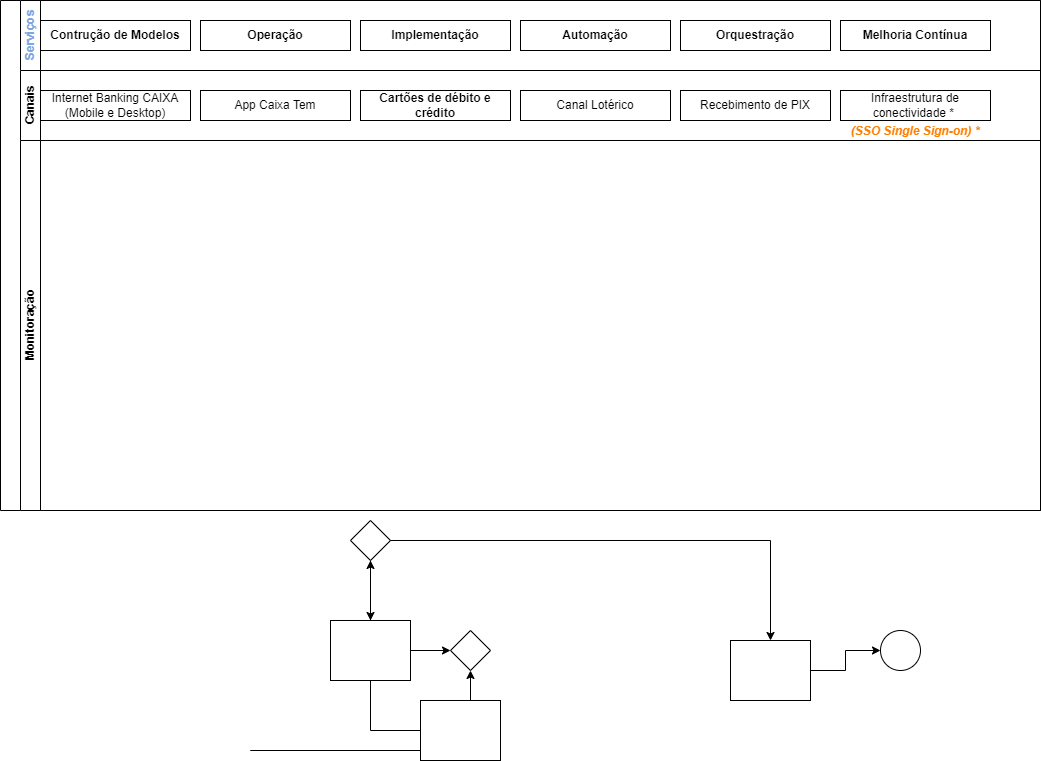 Serviços
Contrução de Modelos
Operação
Implementação
Automação
Orquestração
Melhoria Contínua
Canais
Internet Banking CAIXA
(Mobile e Desktop)
App Caixa Tem
Cartões de débito e
crédito
Canal Lotérico
Recebimento de PIX
Infraestrutura de
conectividade *
(SSO Single Sign-on) *
Monitoração